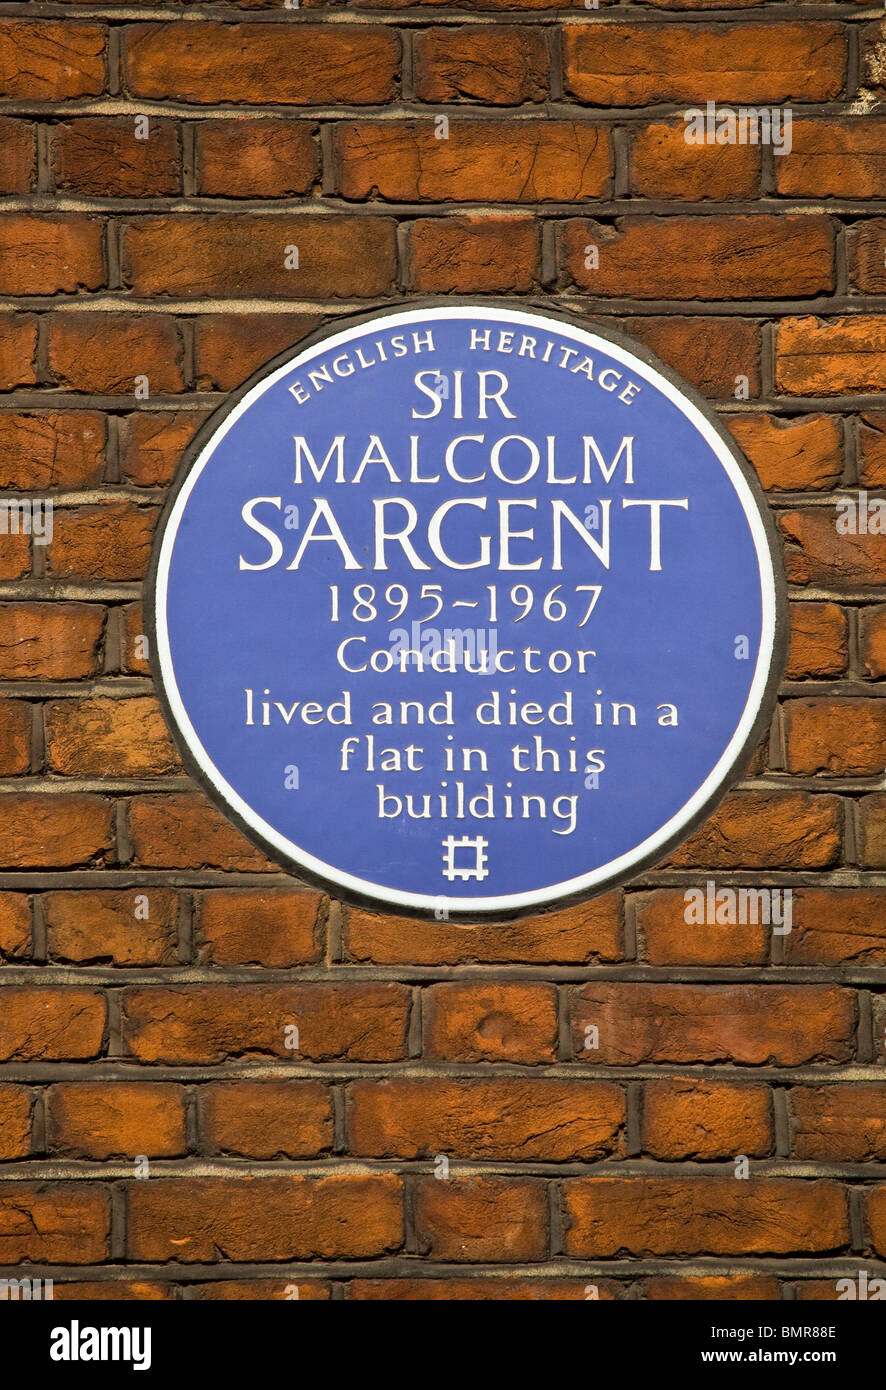 ENGLISH HERITAGE
SIR
MALCOLM
SARGENT
1895~1967
Conductor
lived and died in a
flat in this
building
alamy
a
alamy
Image ID: BMR88E
www.alamy.com